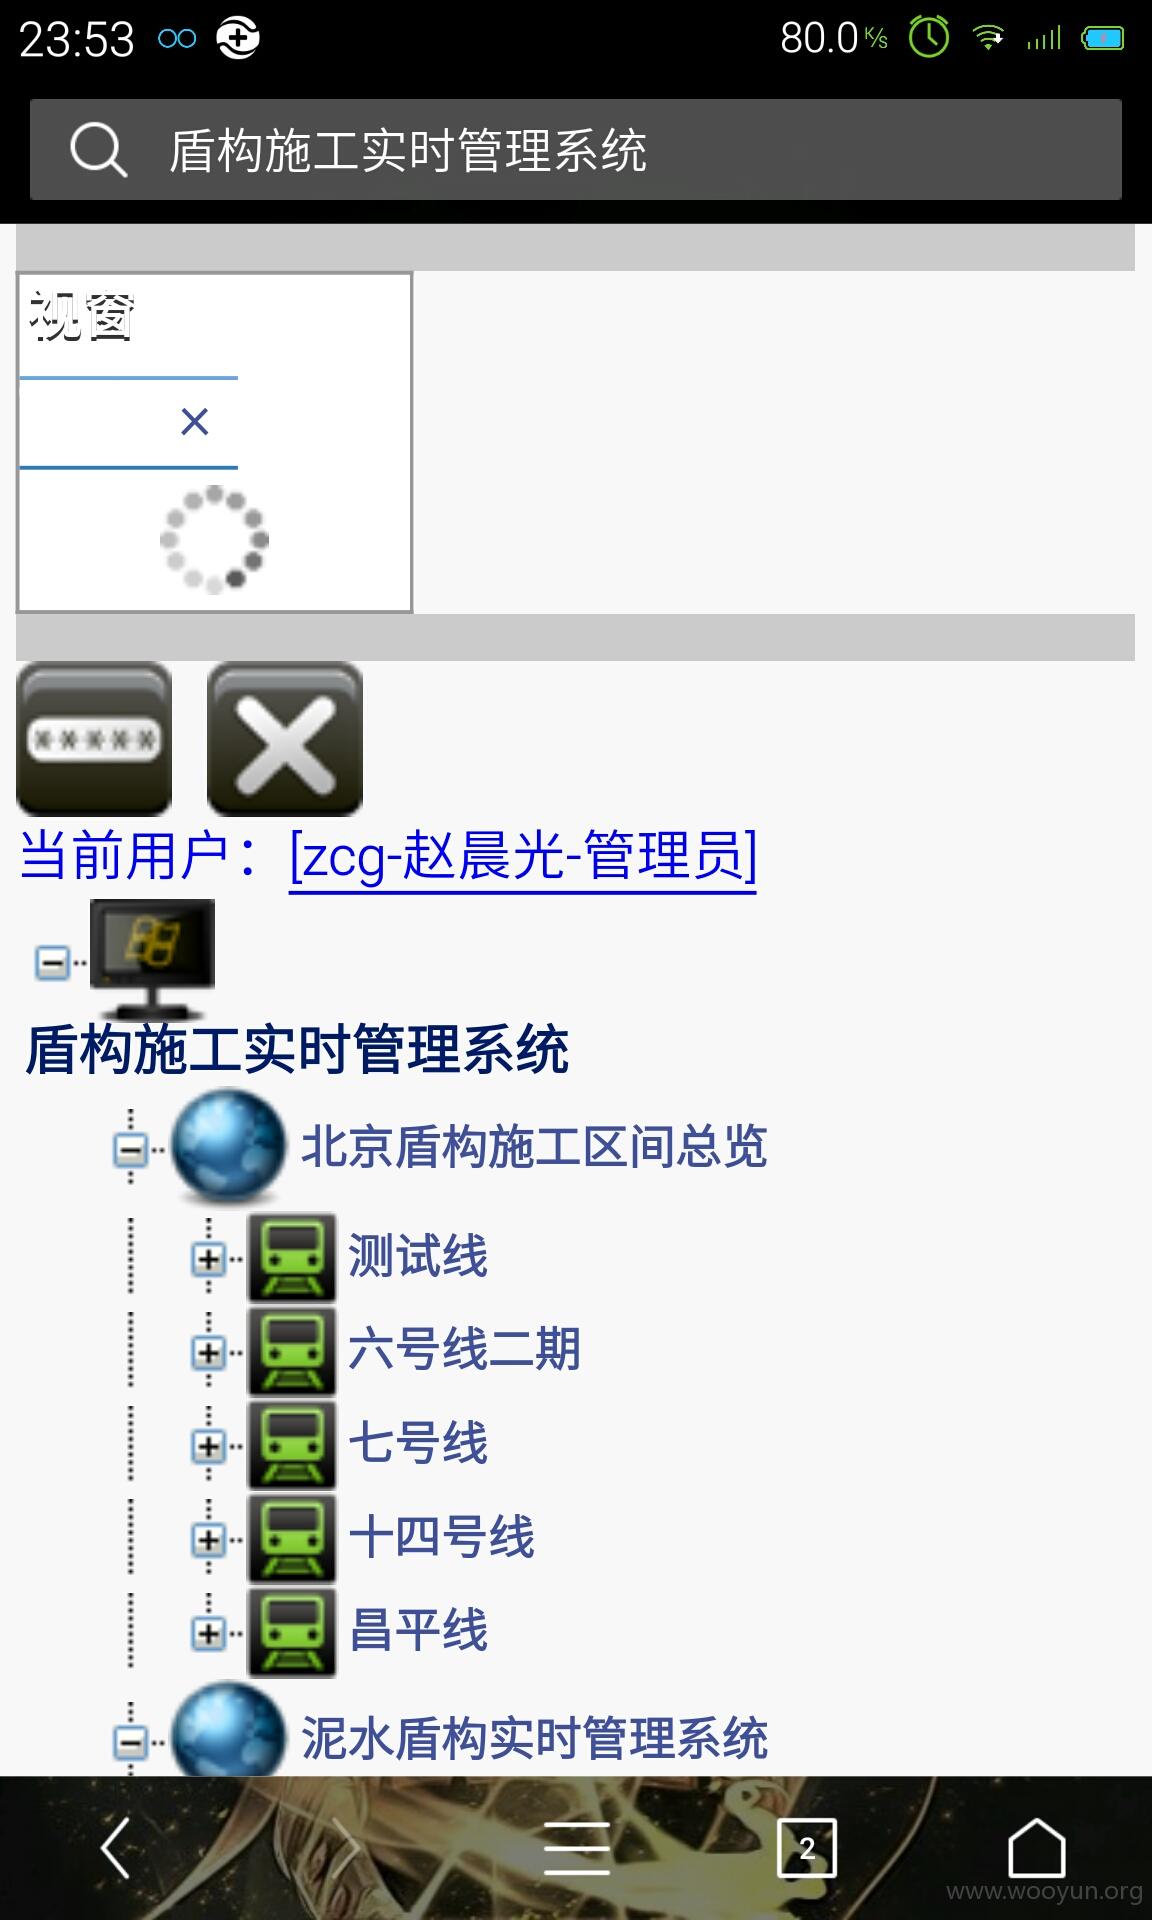 23:53
80.0 K/s
盾构施工实时管理系统
视窗
×
*****
当前用户：[zcg-赵晨光-管理员]
盾构施工实时管理系统
北京盾构施工区间总览
测试线
六号线二期
七号线
十四号线
昌平线
泥水盾构实时管理系统
2
www.wooyun.org